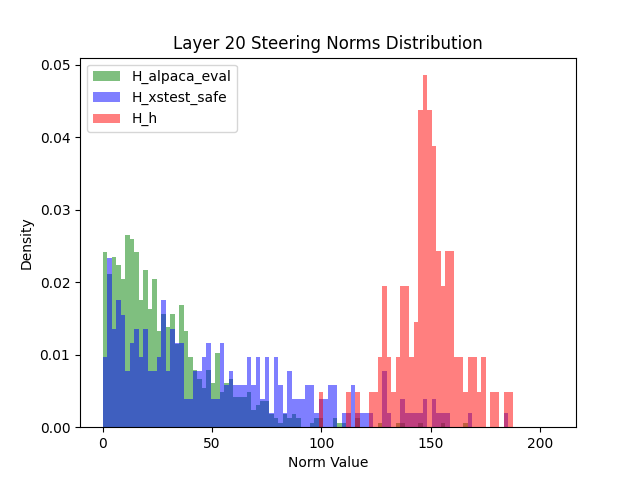 Layer 20 Steering Norms Distribution
H_alpaca_eval
H_xstest_safe
H_h
Density
0.05
0.04
0.03
0.02
0.01
0.00
0
50
100
150
200
Norm Value